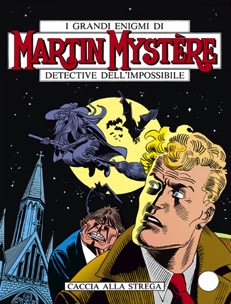 I GRANDI ENIGMI DI
MARTIN MYSTÈRE
DETECTIVE DELL'IMPOSSIBILE
CACCIA ALLA STREGA